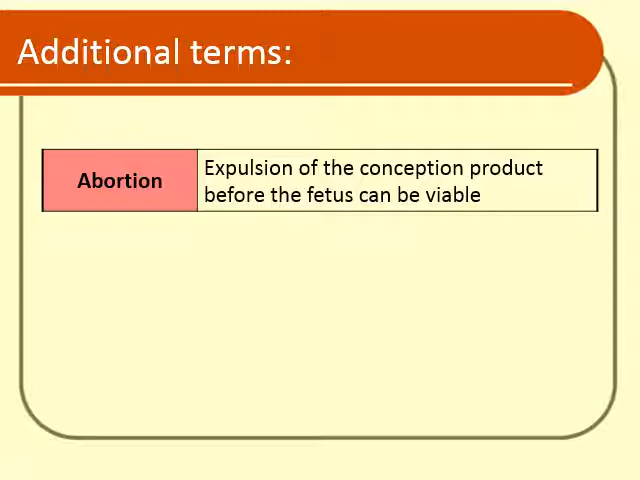 Additional terms:
Abortion
Expulsion of the conception product
before the fetus can be viable